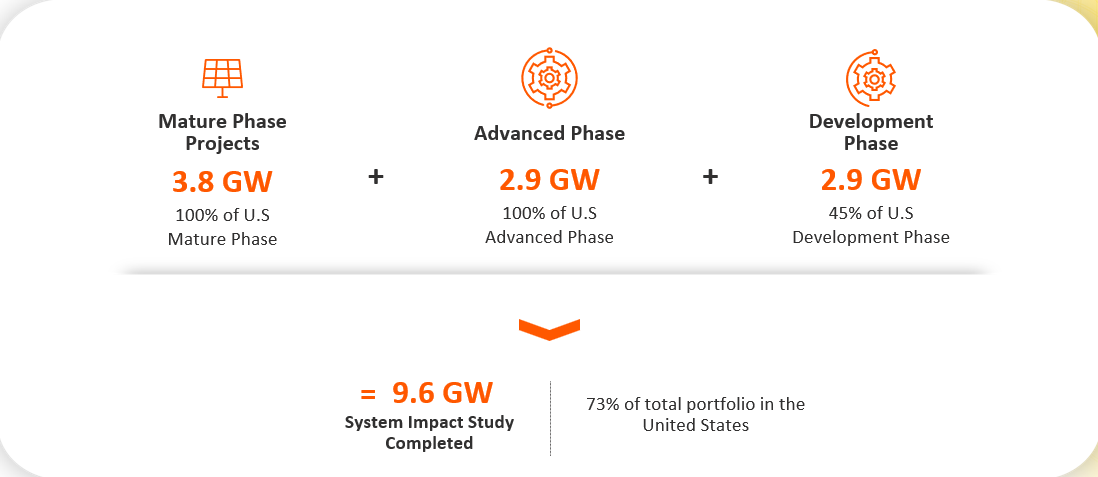 Mature Phase
Projects
3.8 GW
100% of U.S
Mature Phase
+
Advanced Phase
2.9 GW
100% of U.S
Advanced Phase
+
Development
Phase
2.9 GW
45% of U.S
Development Phase
= 9.6 GW
System Impact Study
Completed
73% of total portfolio in the
United States